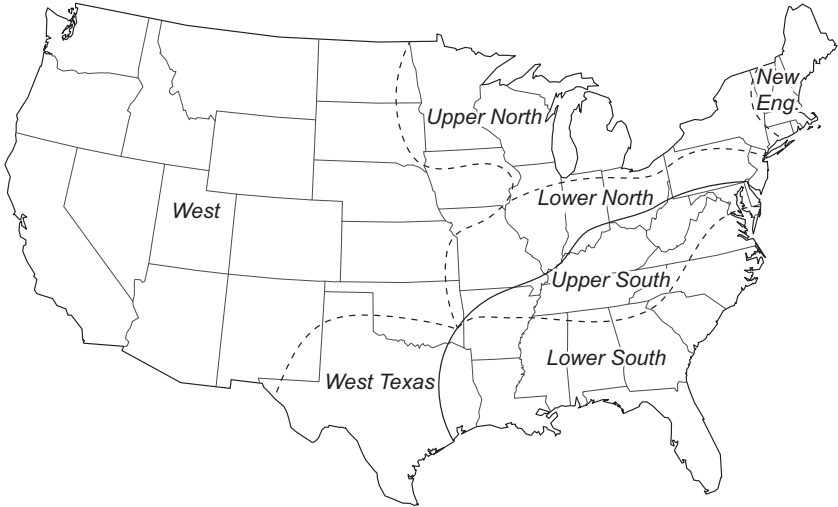 New
Eng.
Upper North
Lower North
West
Upper South
Lower South
West Texas